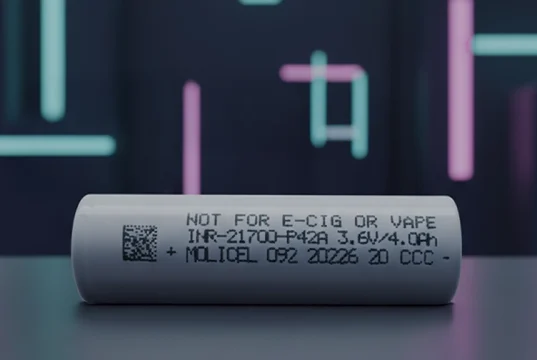 NOT FOR E-CIG OR VAPE
INR-21700-P42A 3.6V/4.0Ah
+ MOLICEL 092 20226 20 CCC -